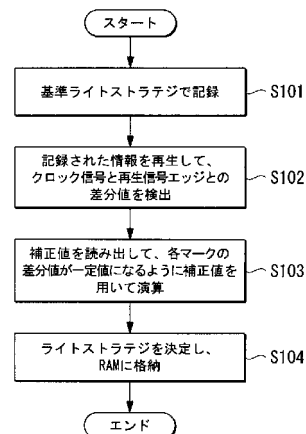 スタート
基準ライトストラテジで記録
S101
記録された情報を再生して、
クロック信号と再生信号エッジとの
差分値を検出
S102
補正値を読み出して、各マークの
差分値が一定値になるように補正値を
用いて演算
S103
ライトストラテジを決定し、
RAMに格納
S104
エンド